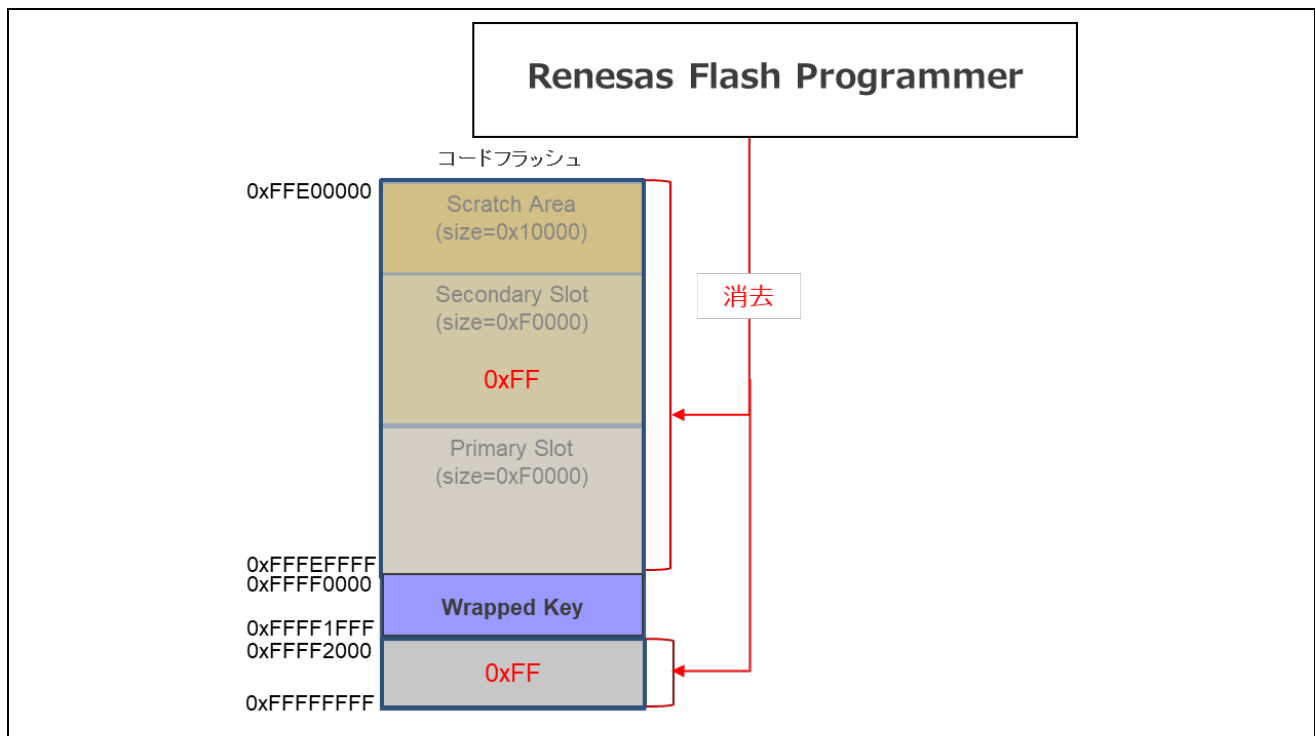 Renesas Flash Programmer
コードフラッシュ
0xFFE00000
Scratch Area
(size=0x10000)
Secondary Slot
(size=0xF0000)
0xFF
消去
Primary Slot
(size=0xF0000)
0xFFFEFFFF
0xFFFF0000
Wrapped Key
0xFFFF1FFF
0xFFFF2000
0xFF
0xFFFFFFFF